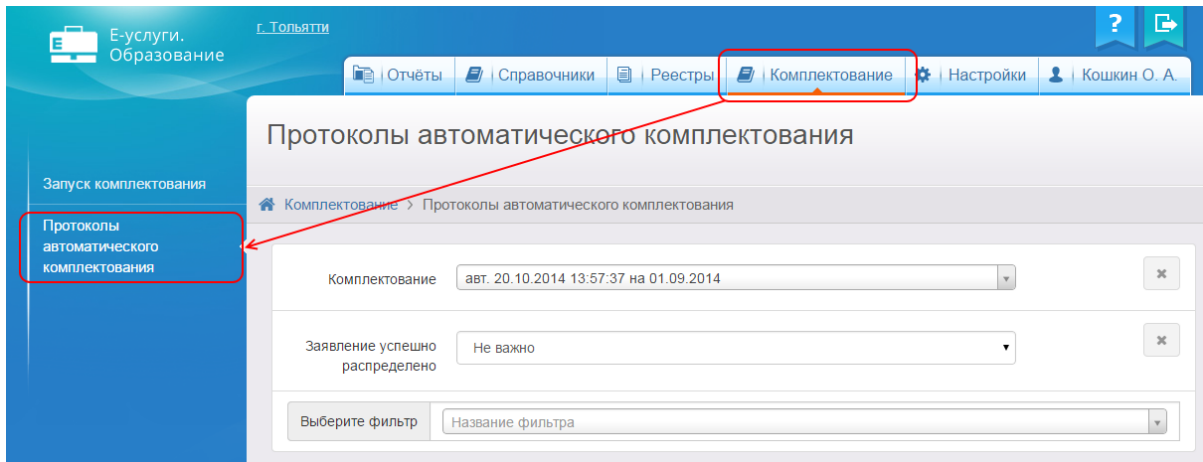 Е-услуги.
Образование
г. Тольятти
?
Отчёты
Справочники
Реестры
Комплектование
Настройки
Кошкин О. А.
Протоколы автоматического комплектования
Запуск комплектования
Протоколы
автоматического
комплектования
Комплектование > Протоколы автоматического комплектования
Комплектование
авт. 20.10.2014 13:57:37 на 01.09.2014
Заявление успешно
распределено
Не важно
Выберите фильтр
Название фильтра